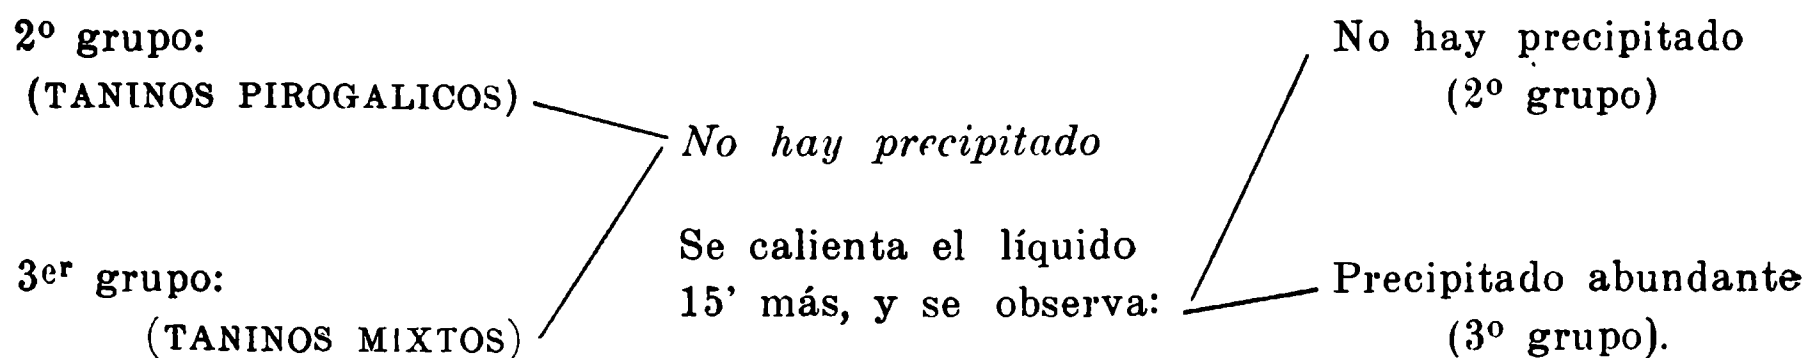 2º grupo:
(TANINOS PIROGALICOS)
3er grupo:
(TANINOS MIXTOS)
No hay precipitado
Se calienta el líquido
15' más, y se observa:
No hay precipitado
(2º grupo)
Precipitado abundante
(3º grupo).